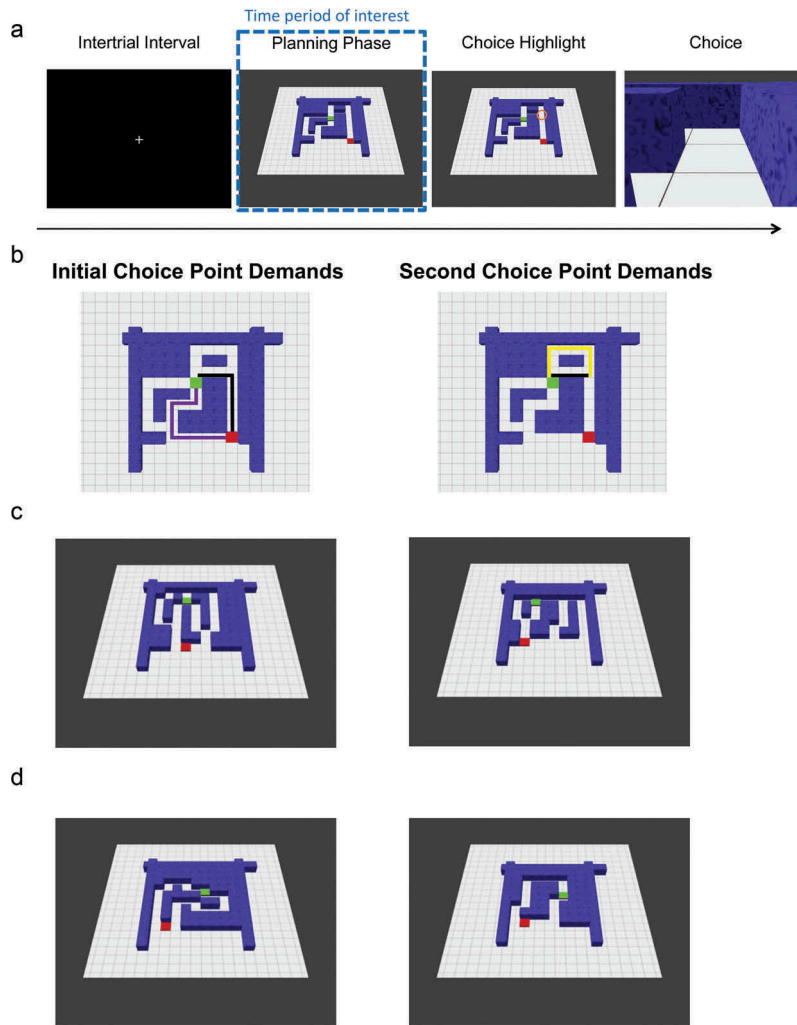 Time period of interest
a
Intertrial Interval
Planning Phase
Choice Highlight
Choice
b
Initial Choice Point Demands
Second Choice Point Demands
c
d